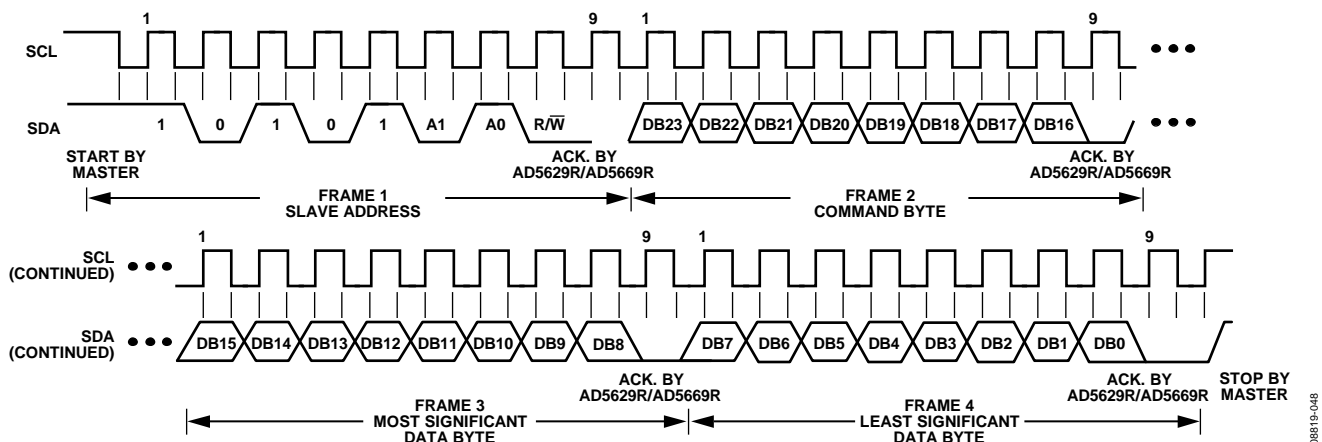 1 9 1 9
SCL
SDA 1 0 1 0 1 A1 A0 R/W̅ DB23 DB22 DB21 DB20 DB19 DB18 DB17 DB16
START BY
MASTER
ACK. BY
AD5629R/AD5669R
ACK. BY
AD5629R/AD5669R
FRAME 1
SLAVE ADDRESS
FRAME 2
COMMAND BYTE
1 9 1 9
SCL
(CONTINUED)
SDA
(CONTINUED)
DB15 DB14 DB13 DB12 DB11 DB10 DB9 DB8 DB7 DB6 DB5 DB4 DB3 DB2 DB1 DB0
ACK. BY
AD5629R/AD5669R
ACK. BY
AD5629R/AD5669R
STOP BY
MASTER
FRAME 3
MOST SIGNIFICANT
DATA BYTE
FRAME 4
LEAST SIGNIFICANT
DATA BYTE
08819-048